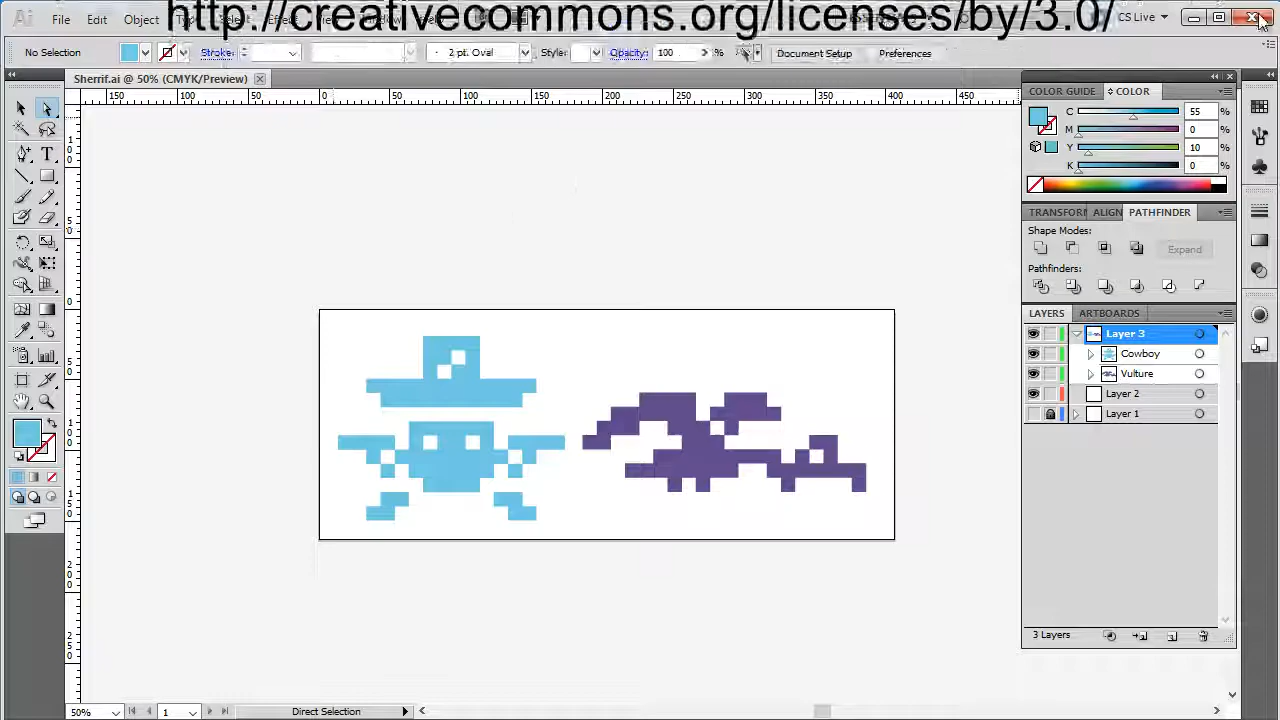 http://creativecommons.org/licenses/by/3.0/
Ai File Edit Object CS Live
No Selection Stroke: 2 pt. Oval Style: Opacity: 100 % Document Setup Preferences
Sherrif.ai @ 50% (CMYK/Preview)
150 100 50 0 50 100 150 200 250 300 350 400 450
COLOR GUIDE COLOR
C 55 %
M 0 %
Y 10 %
K 0 %
TRANSFORM ALIGN PATHFINDER
Shape Modes:
Expand
Pathfinders:
LAYERS ARTBOARDS
Layer 3
Cowboy
Vulture
Layer 2
Layer 1
3 Layers
50% 1 Direct Selection